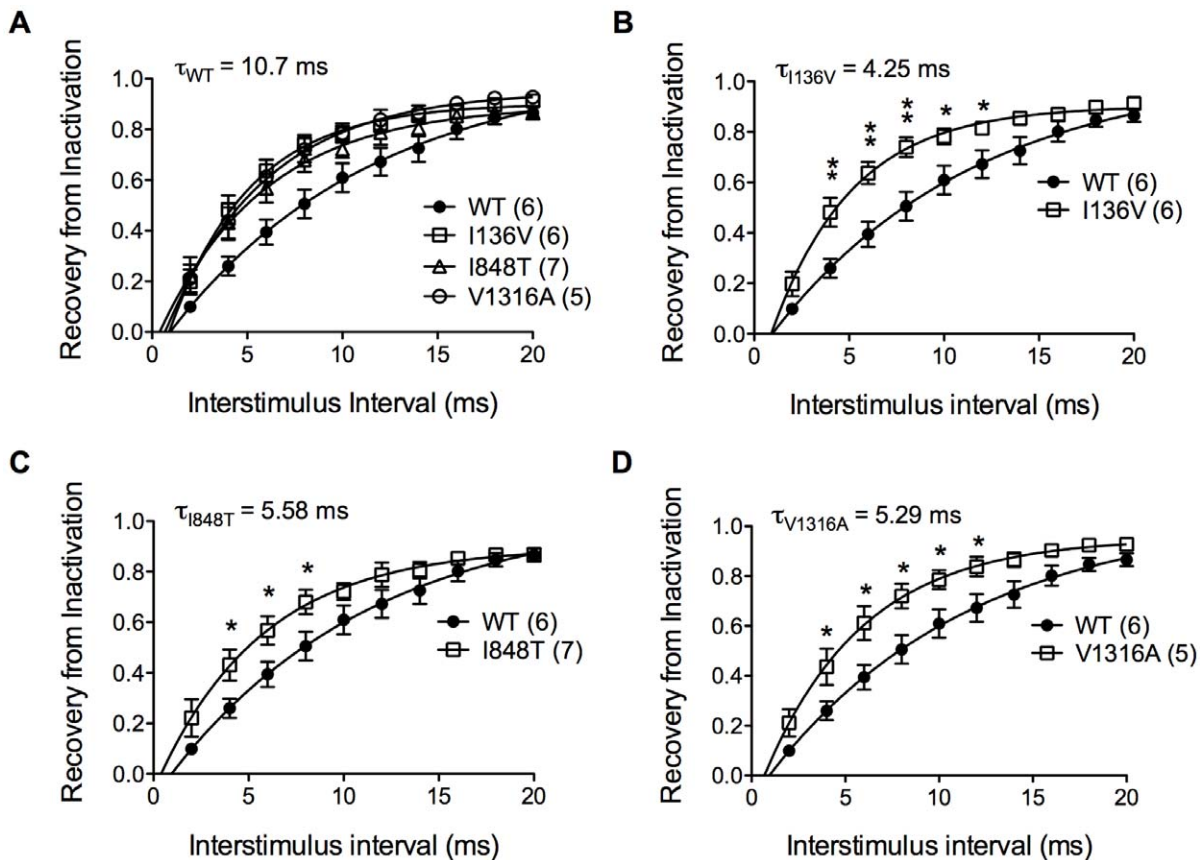 A
τWT = 10.7 ms
Recovery from Inactivation
1.0
0.8
0.6
0.4
0.2
0.0
0 5 10 15 20
Interstimulus Interval (ms)
WT (6)
I136V (6)
I848T (7)
V1316A (5)
B
τI136V = 4.25 ms
Recovery from Inactivation
1.0
0.8
0.6
0.4
0.2
0.0
0 5 10 15 20
Interstimulus interval (ms)
** ** ** * *
WT (6)
I136V (6)
C
τI848T = 5.58 ms
Recovery from Inactivation
1.0
0.8
0.6
0.4
0.2
0.0
0 5 10 15 20
Interstimulus interval (ms)
* * *
WT (6)
I848T (7)
D
τV1316A = 5.29 ms
Recovery from Inactivation
1.0
0.8
0.6
0.4
0.2
0.0
0 5 10 15 20
Interstimulus interval (ms)
* * * * *
WT (6)
V1316A (5)